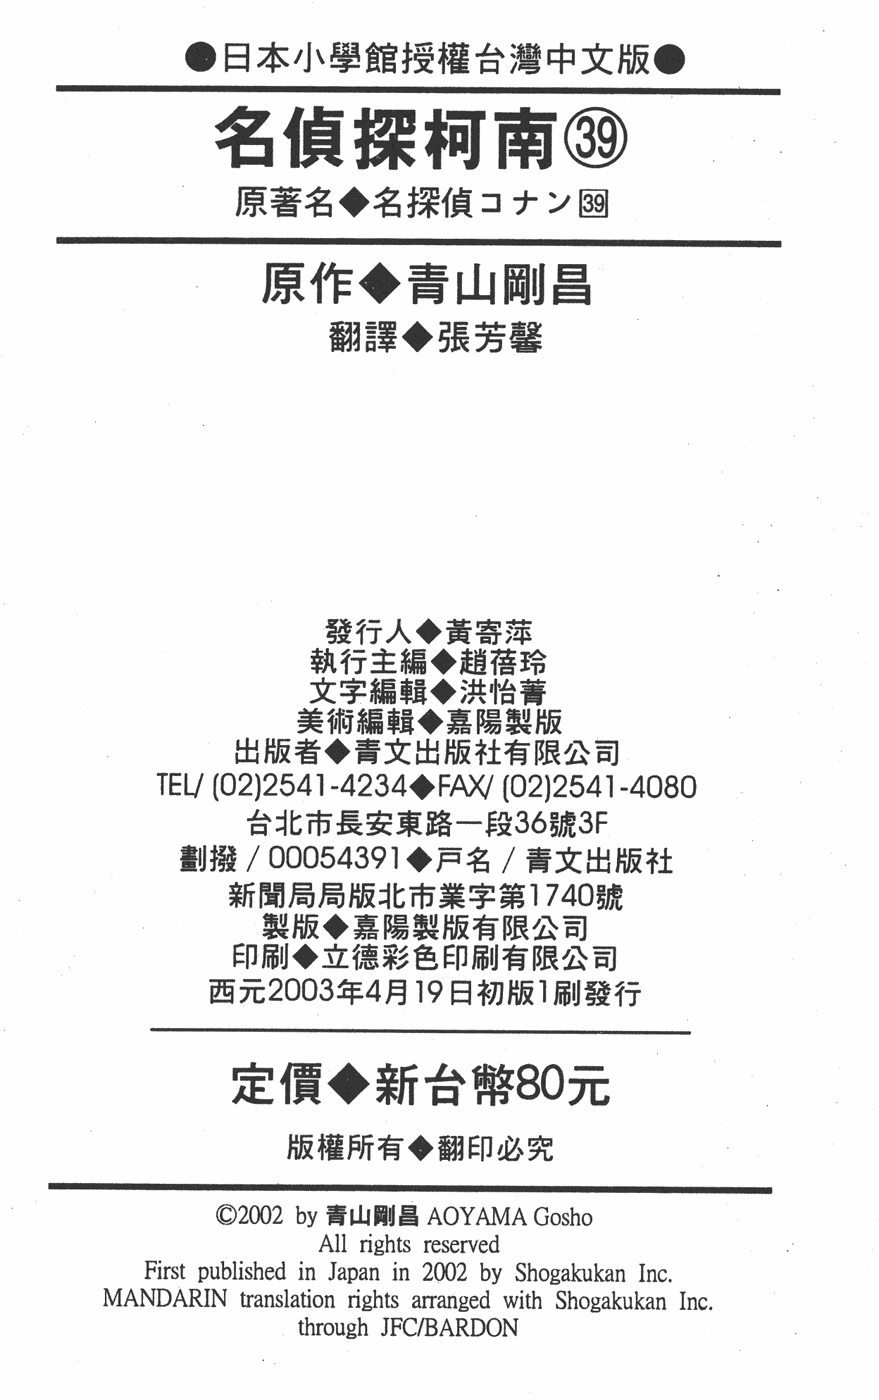 ●日本小學館授權台灣中文版●
名偵探柯南㊴
原著名◆名探偵コナン39
原作◆青山剛昌
翻譯◆張芳馨
發行人◆黃寄萍
執行主編◆趙蓓玲
文字編輯◆洪怡菁
美術編輯◆嘉陽製版
出版者◆青文出版社有限公司
TEL/ (02)2541-4234◆FAX/ (02)2541-4080
台北市長安東路一段36號3F
劃撥 / 00054391◆戶名 / 青文出版社
新聞局局版北市業字第1740號
製版◆嘉陽製版有限公司
印刷◆立德彩色印刷有限公司
西元2003年4月19日初版1刷發行
定價◆新台幣80元
版權所有◆翻印必究
©2002 by 青山剛昌 AOYAMA Gosho
All rights reserved
First published in Japan in 2002 by Shogakukan Inc.
MANDARIN translation rights arranged with Shogakukan Inc.
through JFC/BARDON